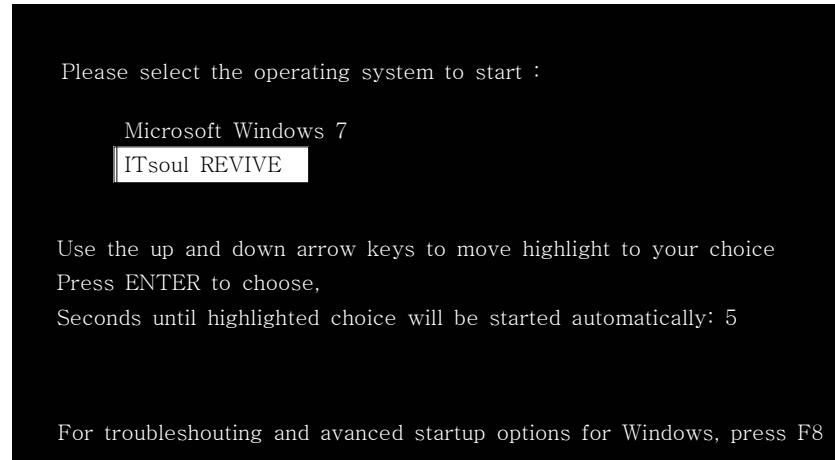 Please select the operating system to start :
Microsoft Windows 7
ITsoul REVIVE
Use the up and down arrow keys to move highlight to your choice
Press ENTER to choose,
Seconds until highlighted choice will be started automatically: 5
For troubleshouting and avanced startup options for Windows, press F8